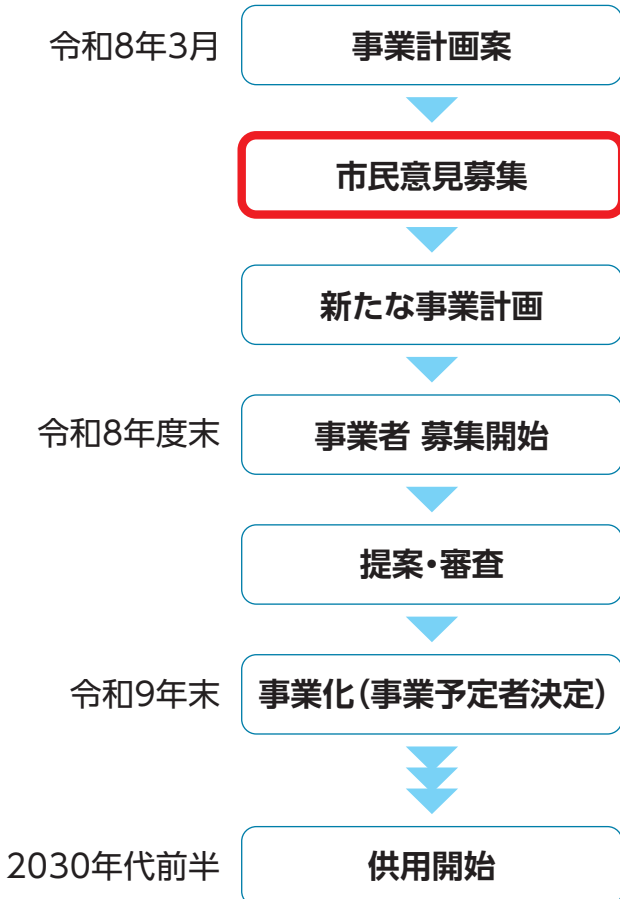 令和8年3月 事業計画案
市民意見募集
新たな事業計画
令和8年度末 事業者 募集開始
提案・審査
令和9年末 事業化（事業予定者決定）
2030年代前半 供用開始